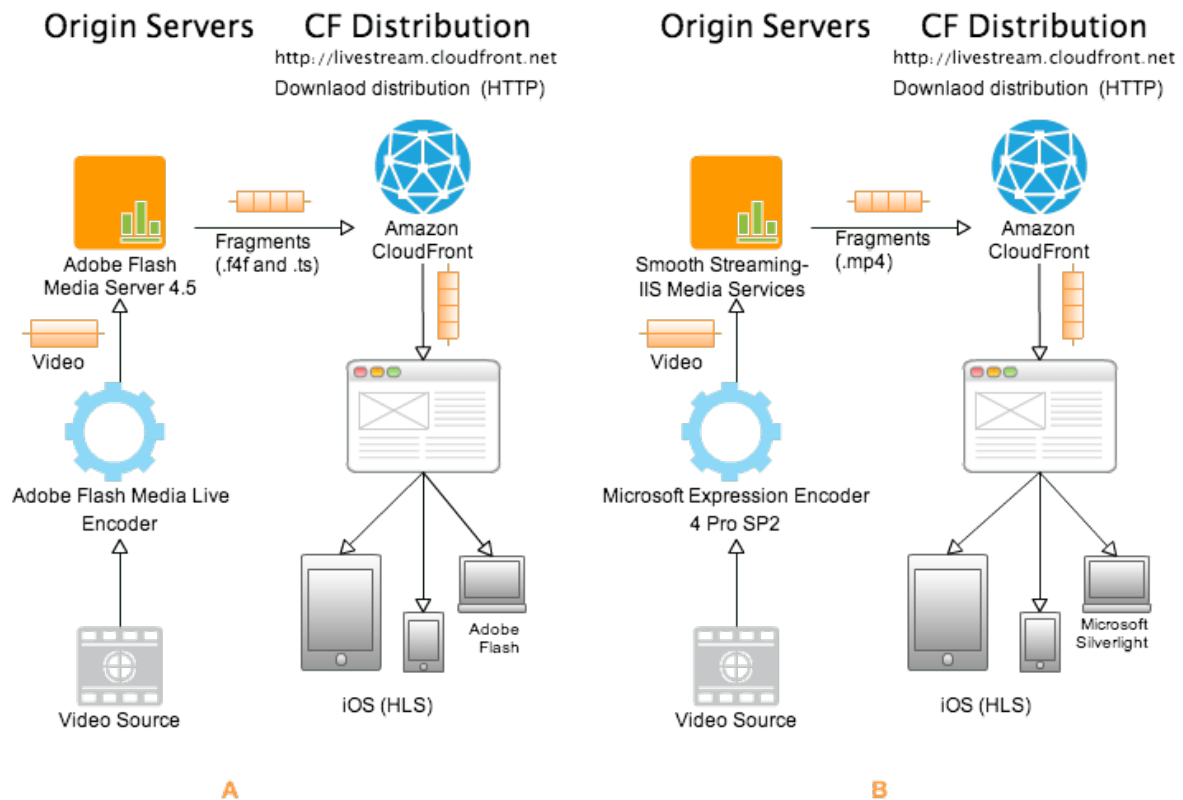 Origin Servers
CF Distribution
http://livestream.cloudfront.net
Downlaod distribution (HTTP)
Amazon
CloudFront
Fragments
(.f4f and .ts)
Adobe Flash
Media Server 4.5
Video
Adobe Flash Media Live
Encoder
Video Source
Adobe
Flash
iOS (HLS)
A
Origin Servers
CF Distribution
http://livestream.cloudfront.net
Downlaod distribution (HTTP)
Amazon
CloudFront
Fragments
(.mp4)
Smooth Streaming-
IIS Media Services
Video
Microsoft Expression Encoder
4 Pro SP2
Video Source
Microsoft
Silverlight
iOS (HLS)
B